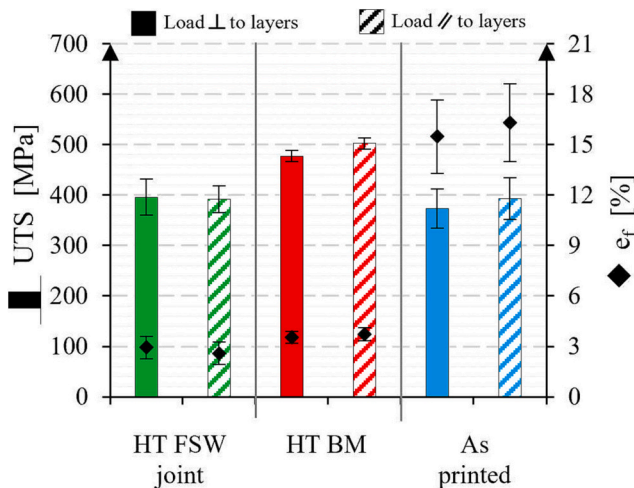 Load ⊥ to layers
Load // to layers
700
600
500
400
300
200
100
0
UTS [MPa]
21
18
15
12
9
6
3
0
e_f [%]
HT FSW
joint
HT BM
As
printed